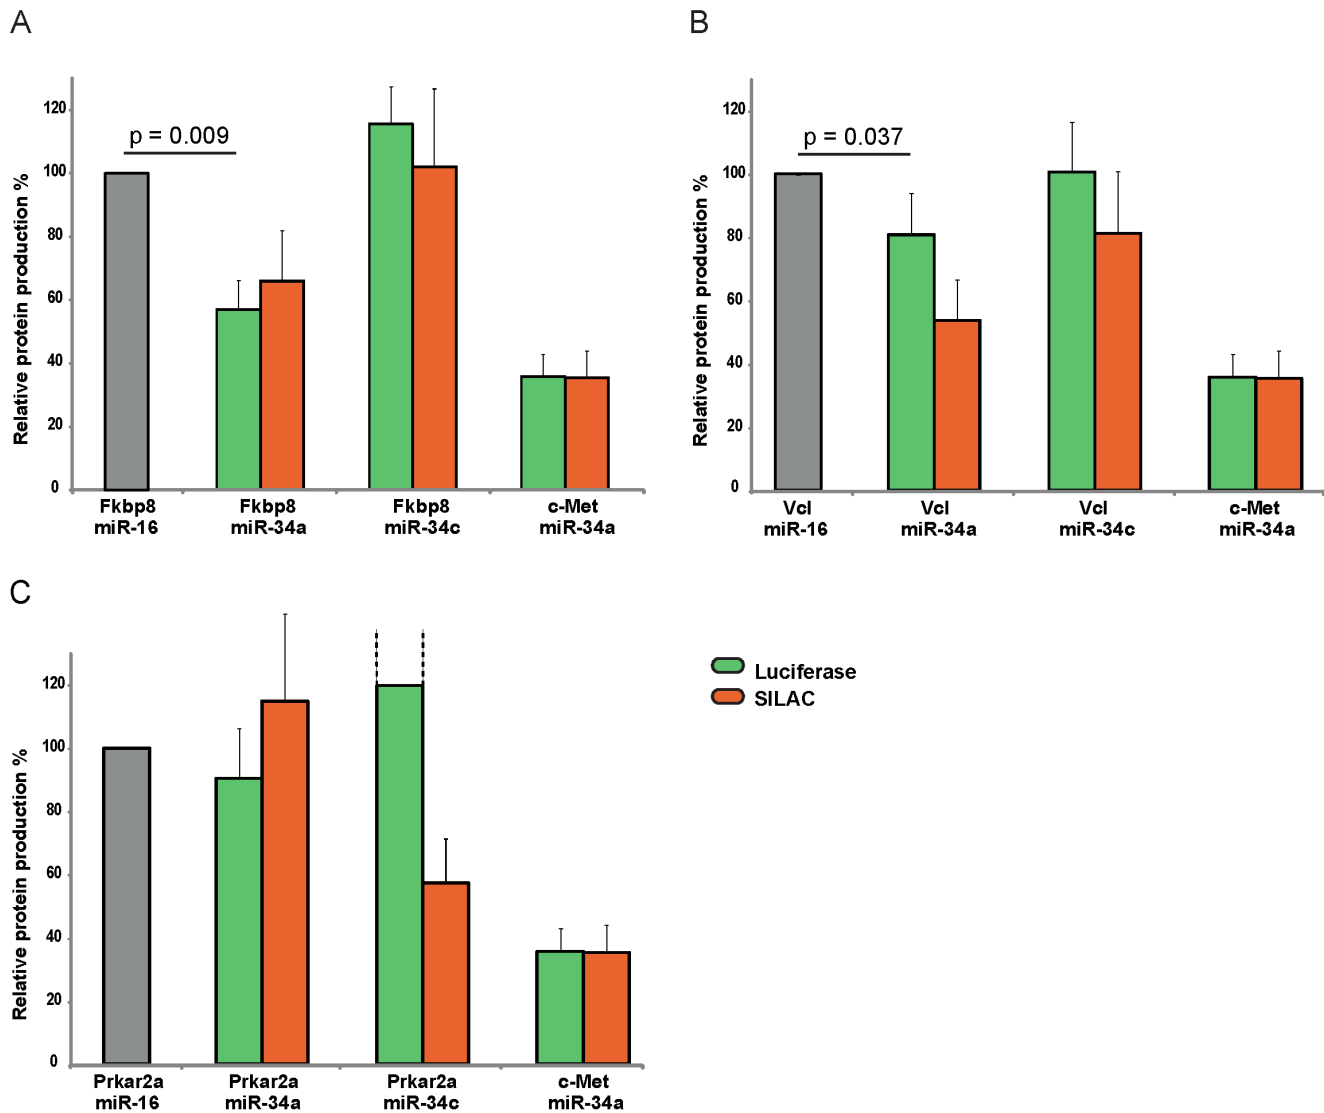 A
Relative protein production %
120
100
80
60
40
20
0
p = 0.009
Fkbp8
miR-16
Fkbp8
miR-34a
Fkbp8
miR-34c
c-Met
miR-34a
B
Relative protein production %
120
100
80
60
40
20
0
p = 0.037
Vcl
miR-16
Vcl
miR-34a
Vcl
miR-34c
c-Met
miR-34a
C
Relative protein production %
120
100
80
60
40
20
0
Prkar2a
miR-16
Prkar2a
miR-34a
Prkar2a
miR-34c
c-Met
miR-34a
Luciferase
SILAC